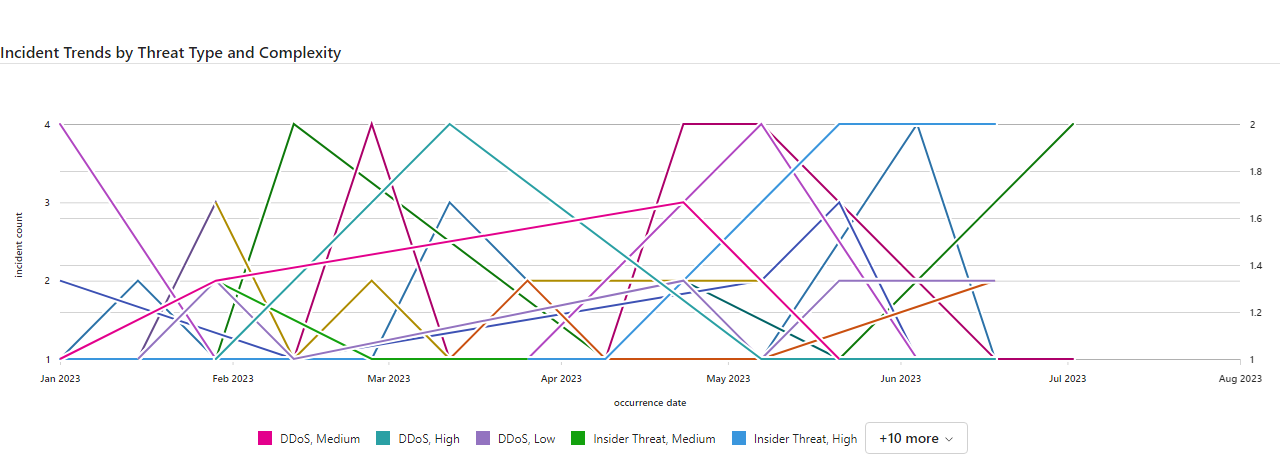 Incident Trends by Threat Type and Complexity
4
3
2
1
incident count
2
1.8
1.6
1.4
1.2
1
Jan 2023
Feb 2023
Mar 2023
Apr 2023
May 2023
Jun 2023
Jul 2023
Aug 2023
occurrence date
DDoS, Medium
DDoS, High
DDoS, Low
Insider Threat, Medium
Insider Threat, High
+10 more